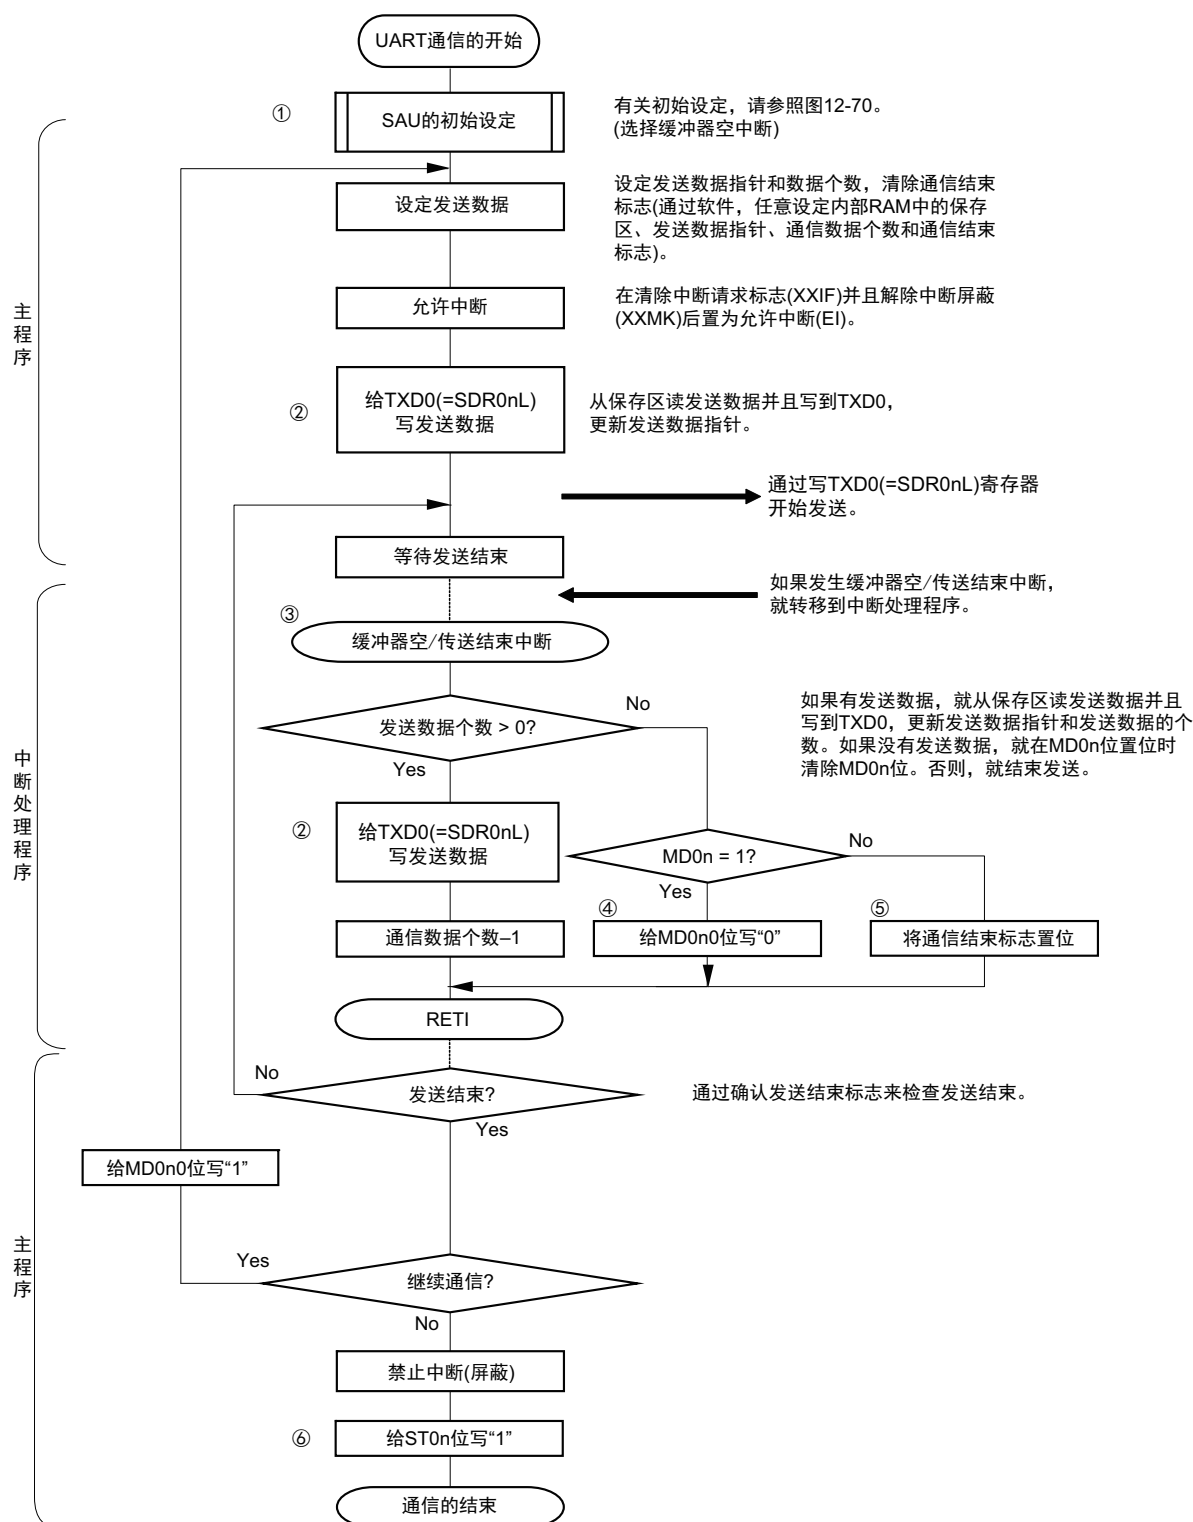 UART通信的开始
①
SAU的初始设定
有关初始设定，请参照图12-70。
(选择缓冲器空中断)
设定发送数据
设定发送数据指针和数据个数，清除通信结束
标志(通过软件，任意设定内部RAM中的保存
区、发送数据指针、通信数据个数和通信结束
标志)。
主程序
允许中断
在清除中断请求标志(XXIF)并且解除中断屏蔽
(XXMK)后置为允许中断(EI)。
②
给TXD0(=SDR0nL)
写发送数据
从保存区读发送数据并且写到TXD0，
更新发送数据指针。
通过写TXD0(=SDR0nL)寄存器
开始发送。
等待发送结束
如果发生缓冲器空/传送结束中断，
就转移到中断处理程序。
③
缓冲器空/传送结束中断
中断处理程序
发送数据个数 > 0?
No
Yes
如果有发送数据，就从保存区读发送数据并且
写到TXD0，更新发送数据指针和发送数据的个
数。如果没有发送数据，就在MD0n位置位时
清除MD0n位。否则，就结束发送。
②
给TXD0(=SDR0nL)
写发送数据
MD0n = 1?
No
Yes
通信数据个数–1
④
给MD0n0位写“0”
⑤
将通信结束标志置位
RETI
No
发送结束?
Yes
通过确认发送结束标志来检查发送结束。
给MD0n0位写“1”
主程序
Yes
继续通信?
No
禁止中断(屏蔽)
⑥
给ST0n位写“1”
通信的结束